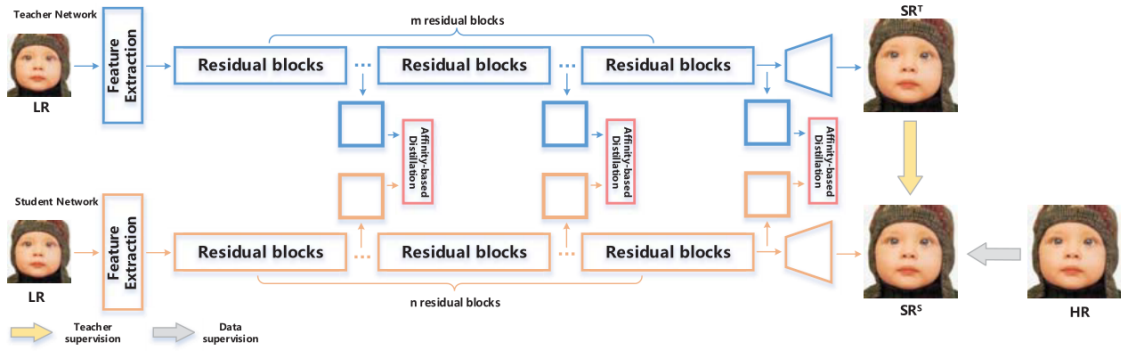 Teacher Network
LR
Feature
Extraction
m residual blocks
Residual blocks
...
Residual blocks
...
Residual blocks
SRᵀ
Affinity-based
Distillation
Affinity-based
Distillation
Affinity-based
Distillation
Student Network
LR
Feature
Extraction
Residual blocks
...
Residual blocks
...
Residual blocks
n residual blocks
SRˢ
HR
Teacher
supervision
Data
supervision